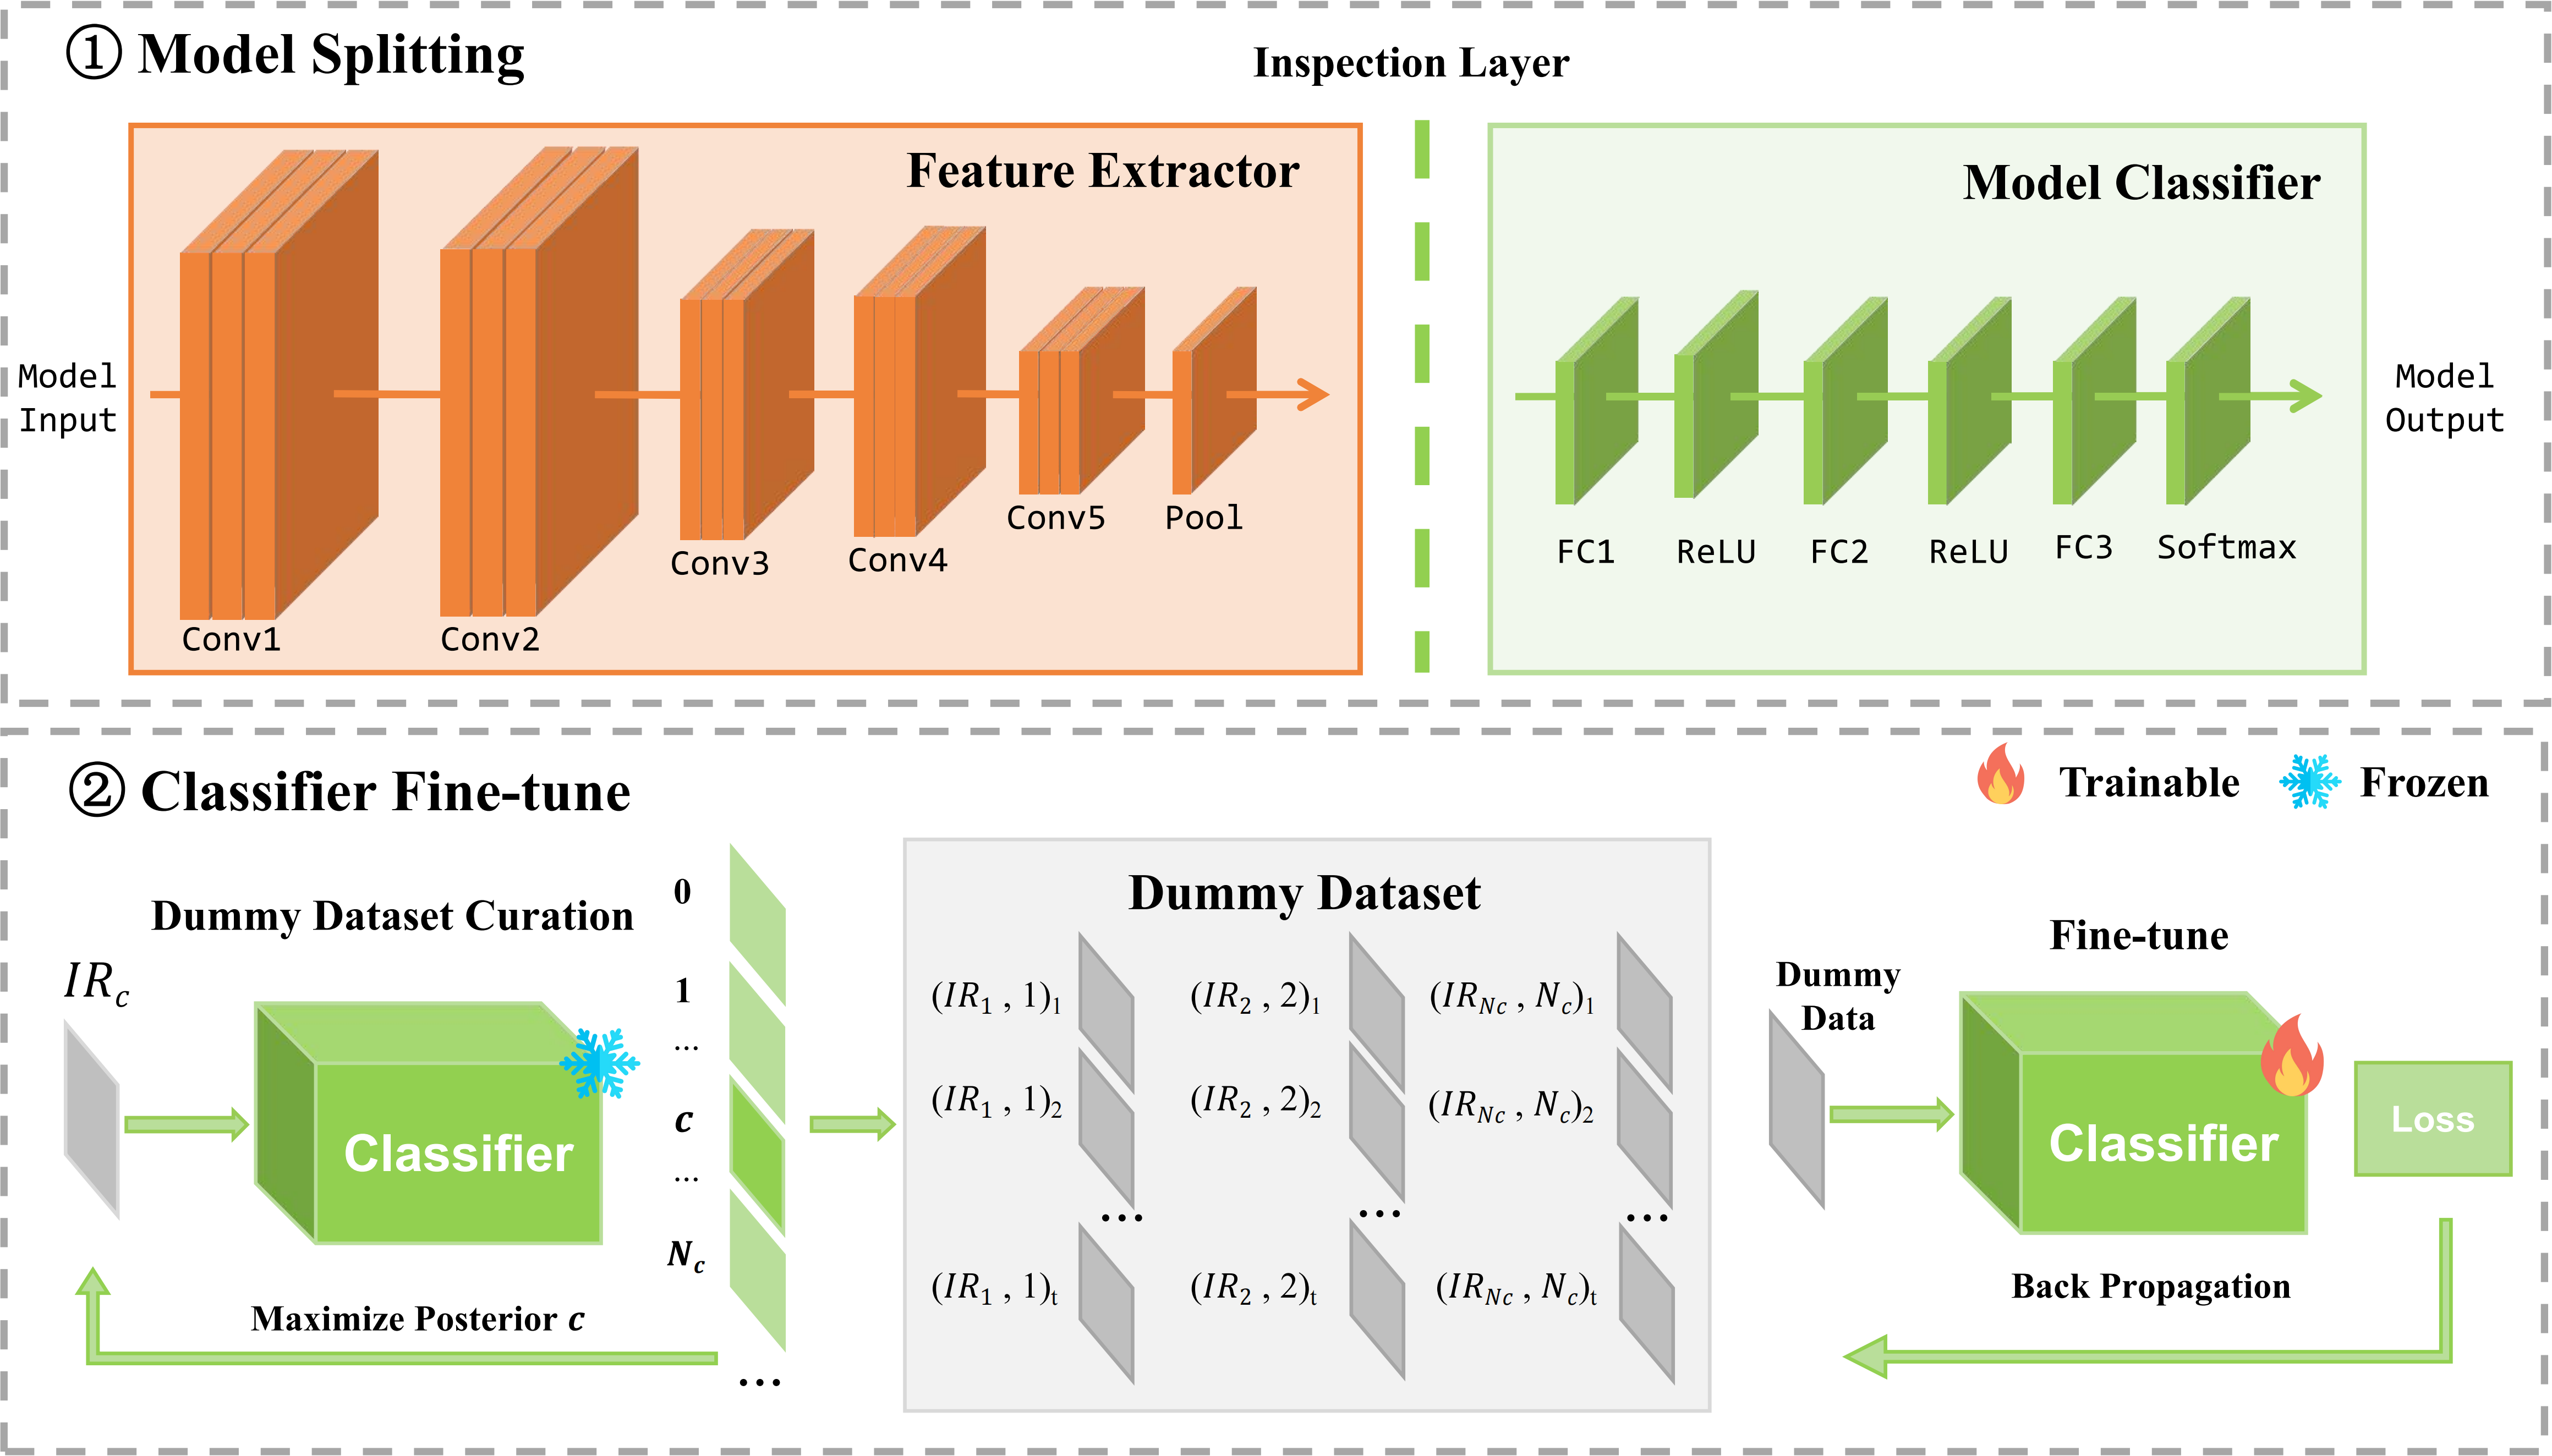 ① Model Splitting
Inspection Layer
Feature Extractor
Model Classifier
Model
Input
Conv1
Conv2
Conv3
Conv4
Conv5
Pool
FC1
ReLU
FC2
ReLU
FC3
Softmax
Model
Output
② Classifier Fine-tune
Trainable
Frozen
Dummy Dataset Curation
IR_c
Classifier
0
1
...
c
...
N_c
...
Maximize Posterior c
Dummy Dataset
(IR_1 , 1)_1 (IR_2 , 2)_1 (IR_{Nc} , N_c)_1
(IR_1 , 1)_2 (IR_2 , 2)_2 (IR_{Nc} , N_c)_2
... ... ...
(IR_1 , 1)_t (IR_2 , 2)_t (IR_{Nc} , N_c)_t
Fine-tune
Dummy
Data
Classifier
Loss
Back Propagation